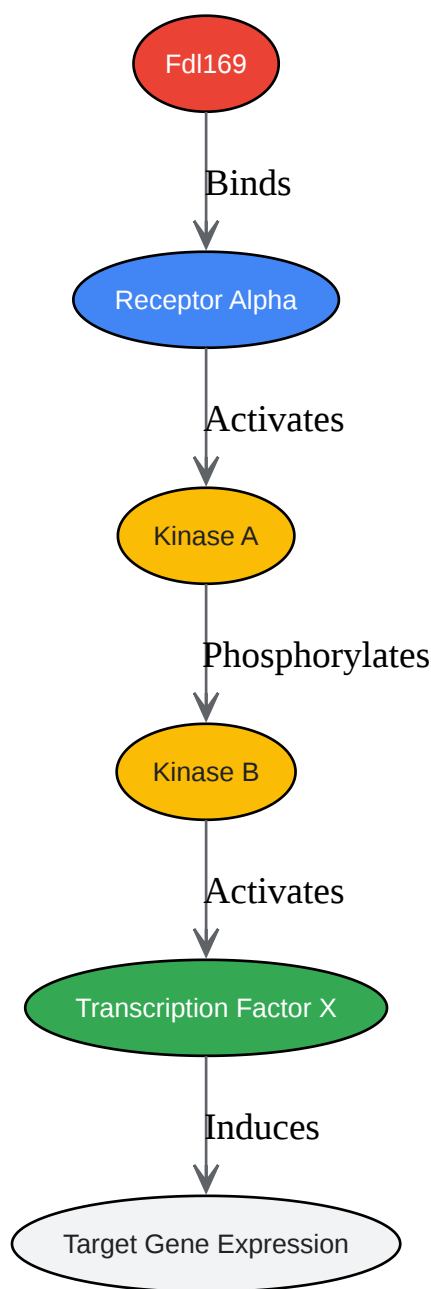 Fdl169
Binds
Receptor Alpha
Activates
Kinase A
Phosphorylates
Kinase B
Activates
Transcription Factor X
Induces
Target Gene Expression